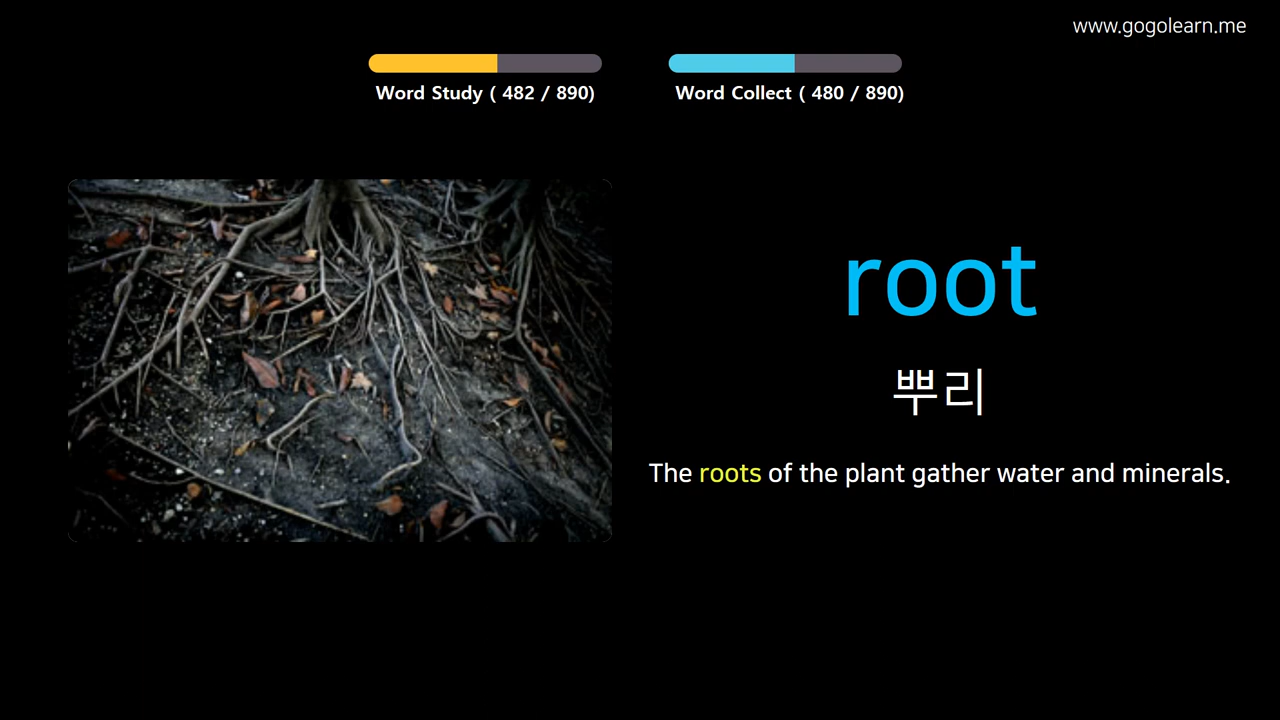 www.gogolearn.me
Word Study ( 482 / 890)
Word Collect ( 480 / 890)
root
뿌리
The roots of the plant gather water and minerals.